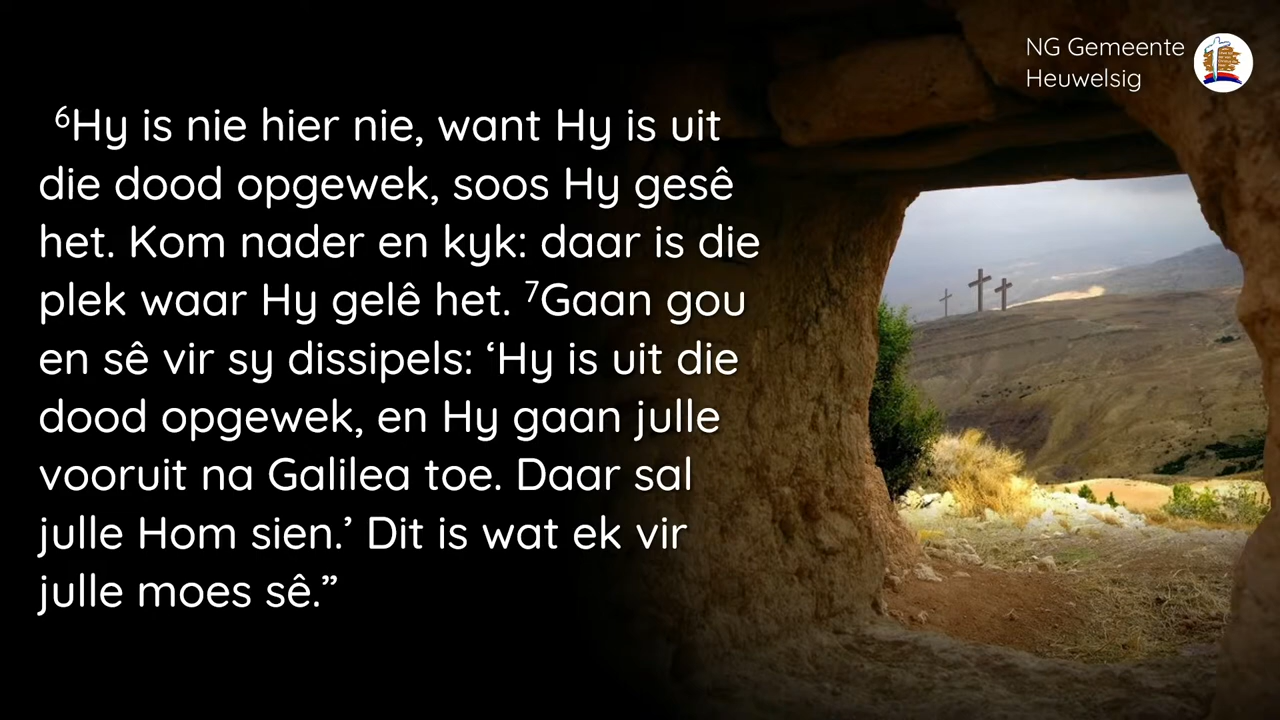 NG Gemeente
Heuwelsig
⁶Hy is nie hier nie, want Hy is uit
die dood opgewek, soos Hy gesê
het. Kom nader en kyk: daar is die
plek waar Hy gelê het. ⁷Gaan gou
en sê vir sy dissipels: ‘Hy is uit die
dood opgewek, en Hy gaan julle
vooruit na Galilea toe. Daar sal
julle Hom sien.’ Dit is wat ek vir
julle moes sê.”